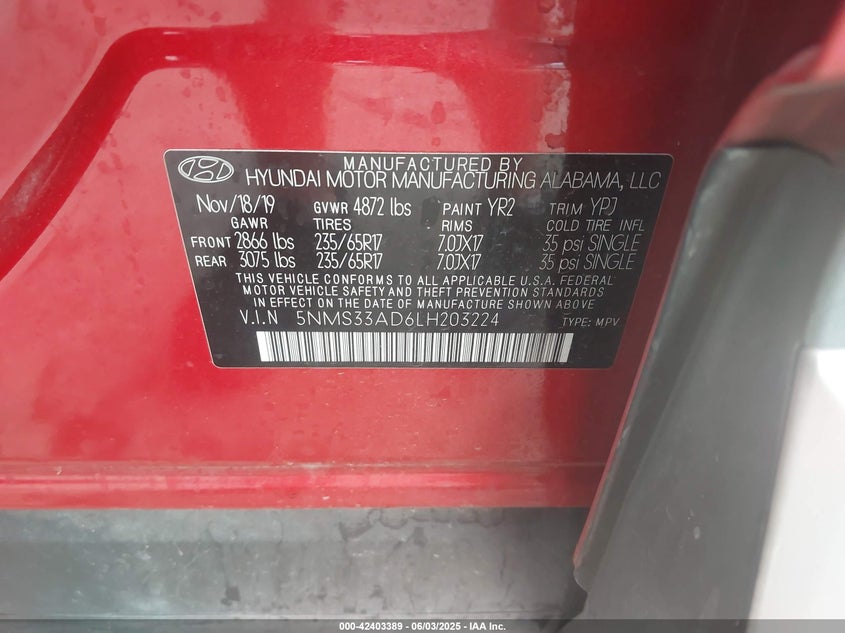 MANUFACTURED BY
HYUNDAI MOTOR MANUFACTURING ALABAMA, LLC
Nov/18/19 GVWR 4872 lbs PAINT YR2 TRIM YPJ
GAWR TIRES RIMS COLD TIRE INFL
FRONT 2866 lbs 235/65R17 7.0JX17 35 psi SINGLE
REAR 3075 lbs 235/65R17 7.0JX17 35 psi SINGLE
THIS VEHICLE CONFORMS TO ALL APPLICABLE U.S.A. FEDERAL
MOTOR VEHICLE SAFETY AND THEFT PREVENTION STANDARDS
IN EFFECT ON THE DATE OF MANUFACTURE SHOWN ABOVE
V.I.N 5NMS33AD6LH203224 TYPE: MPV
000-42403389 - 06/03/2025 - IAA Inc.